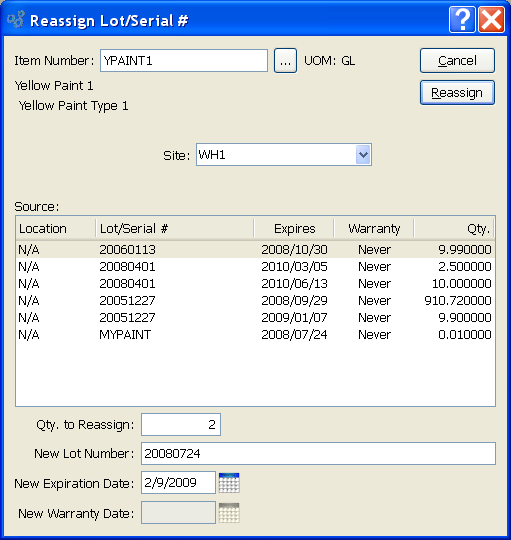 Reassign Lot/Serial #
Item Number: YPAINT1 ... UOM: GL Cancel
Yellow Paint 1
Reassign
Yellow Paint Type 1
Site: WH1
Source:
Location Lot/Serial # Expires Warranty Qty.
N/A 20060113 2008/10/30 Never 9.990000
N/A 20080401 2010/03/05 Never 2.500000
N/A 20080401 2010/06/13 Never 10.000000
N/A 20051227 2008/09/29 Never 910.720000
N/A 20051227 2009/01/07 Never 9.900000
N/A MYPAINT 2008/07/24 Never 0.010000
Qty. to Reassign: 2
New Lot Number: 20080724
New Expiration Date: 2/9/2009
New Warranty Date: